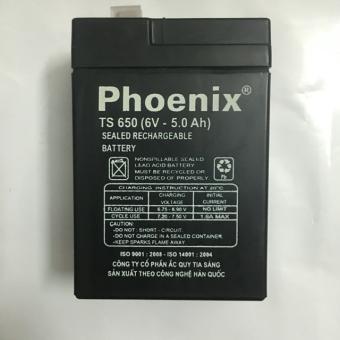 Phoenix®
TS 650 (6V - 5.0 Ah)
SEALED RECHARGEABLE
BATTERY
NONSPILLABLE SEALED
LEAD ACID BATTERY
MUST BE RECYCLED OR
DISPOSED OF PROPERLY.
Pb
CHARGING INSTRUCTION AT 25°C
APPLICATION CHARGING VOLTAGE INITIAL CURRENT
FLOATING USE 6.75 - 6.90 V NO LIMIT
CYCLE USE 7.20 - 7.50 V 1.6A MAX
CAUTION:
-DO NOT SHORT - CIRCUIT
-DO NOT CHARGE IN A SEALED CONTAINER
-KEEP SPARKS FLAME AWAY
ISO 9001 : 2008 - ISO 14001 : 2004
CÔNG TY CỔ PHẦN ẮC QUY TIA SÁNG
SẢN XUẤT THEO CÔNG NGHỆ HÀN QUỐC